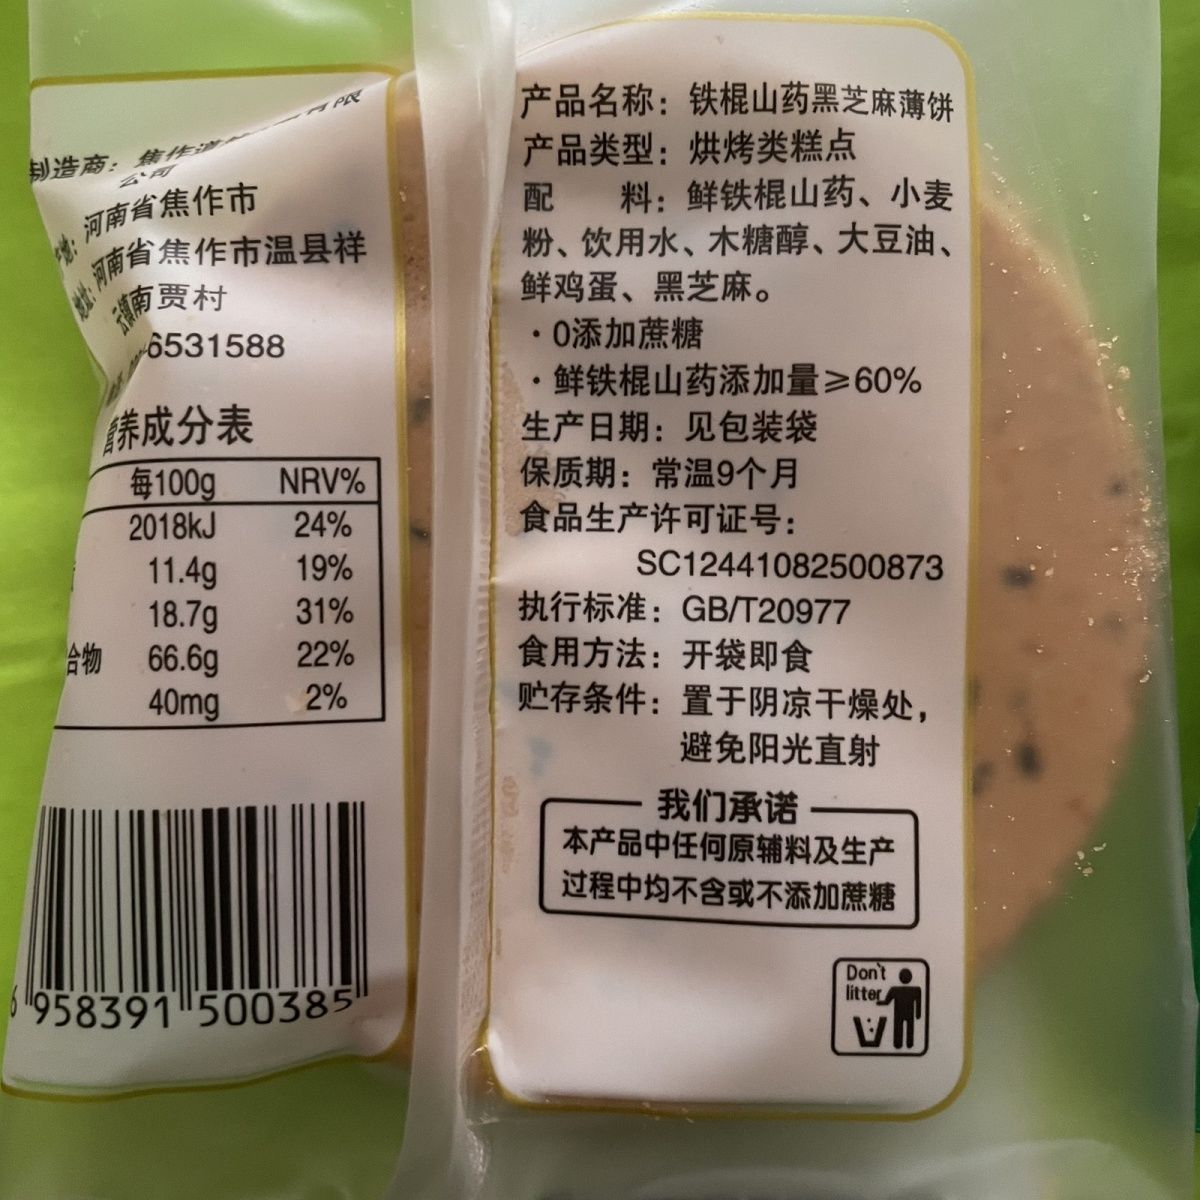 制造商：焦作
公司
河南省焦作市
地址：河南省焦作市温县祥
云镇南贾村
6531588
营养成分表
每100g NRV%
2018kJ 24%
11.4g 19%
18.7g 31%
合物 66.6g 22%
40mg 2%
6 958391 500385
产品名称：铁棍山药黑芝麻薄饼
产品类型：烘烤类糕点
配 料：鲜铁棍山药、小麦
粉、饮用水、木糖醇、大豆油、
鲜鸡蛋、黑芝麻。
·0添加蔗糖
·鲜铁棍山药添加量≥60%
生产日期：见包装袋
保质期：常温9个月
食品生产许可证号：
SC12441082500873
执行标准：GB/T20977
食用方法：开袋即食
贮存条件：置于阴凉干燥处，
避免阳光直射
我们承诺
本产品中任何原辅料及生产
过程中均不含或不添加蔗糖
Don't
litter